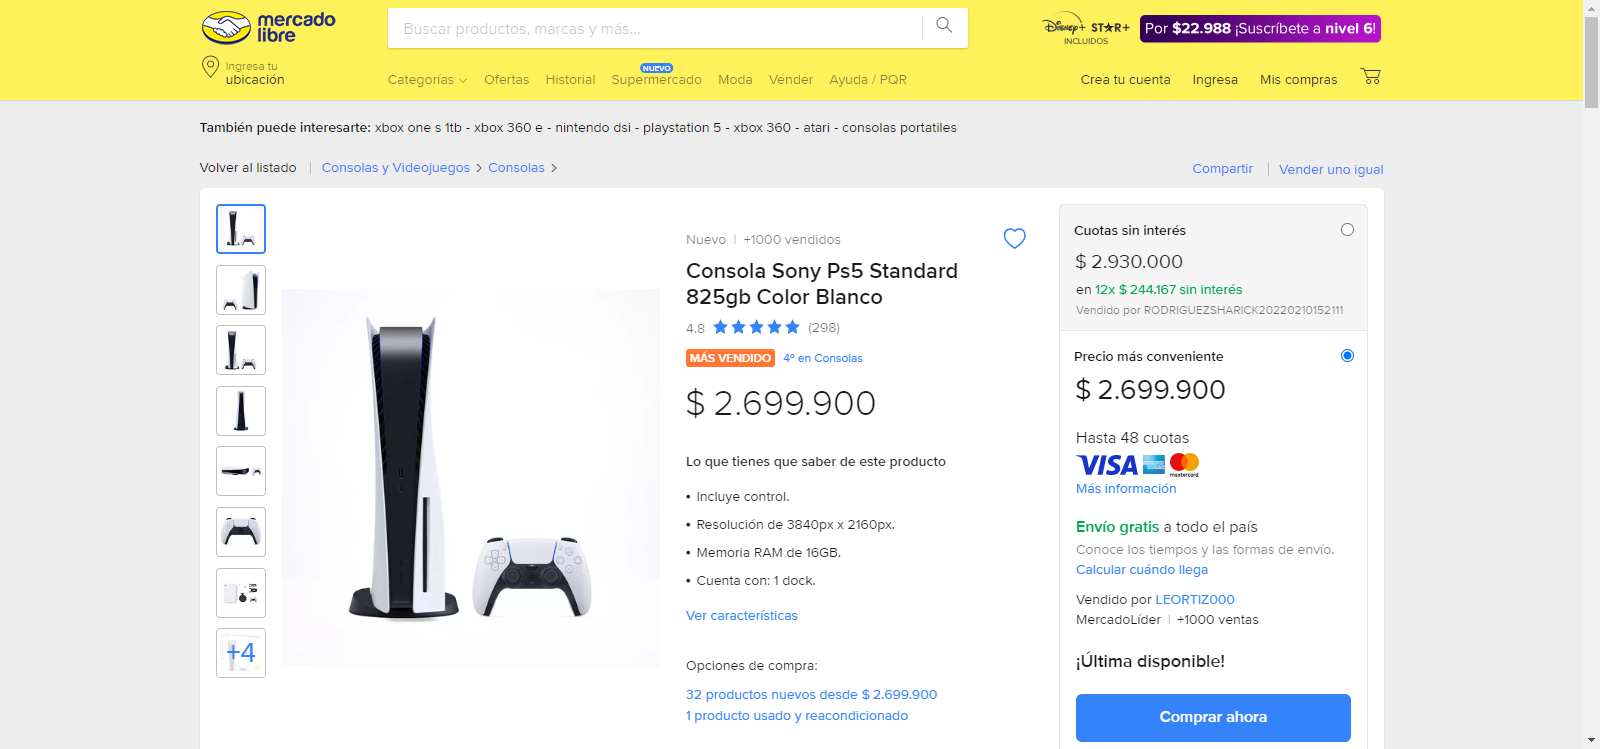 mercado
libre
Buscar productos, marcas y más...
Disney+ STAR+
INCLUIDOS
Por $22.988 ¡Suscríbete a nivel 6!
Ingresa tu
ubicación
NUEVO
Categorías Ofertas Historial Supermercado Moda Vender Ayuda / PQR
Crea tu cuenta Ingresa Mis compras
También puede interesarte: xbox one s 1tb - xbox 360 e - nintendo dsi - playstation 5 - xbox 360 - atari - consolas portatiles
Volver al listado | Consolas y Videojuegos > Consolas >
Compartir | Vender uno igual
+4
Nuevo | +1000 vendidos
Consola Sony Ps5 Standard
825gb Color Blanco
4.8 (298)
MÁS VENDIDO 4º en Consolas
$ 2.699.900
Lo que tienes que saber de este producto
• Incluye control.
• Resolución de 3840px x 2160px.
• Memoria RAM de 16GB.
• Cuenta con: 1 dock.
Ver características
Opciones de compra:
32 productos nuevos desde $ 2.699.900
1 producto usado y reacondicionado
Cuotas sin interés
$ 2.930.000
en 12x $ 244.167 sin interés
Vendido por RODRIGUEZSHARICK20220210152111
Precio más conveniente
$ 2.699.900
Hasta 48 cuotas
VISA
mastercard
Más información
Envío gratis a todo el país
Conoce los tiempos y las formas de envío.
Calcular cuándo llega
Vendido por LEORTIZ000
MercadoLíder | +1000 ventas
¡Última disponible!
Comprar ahora